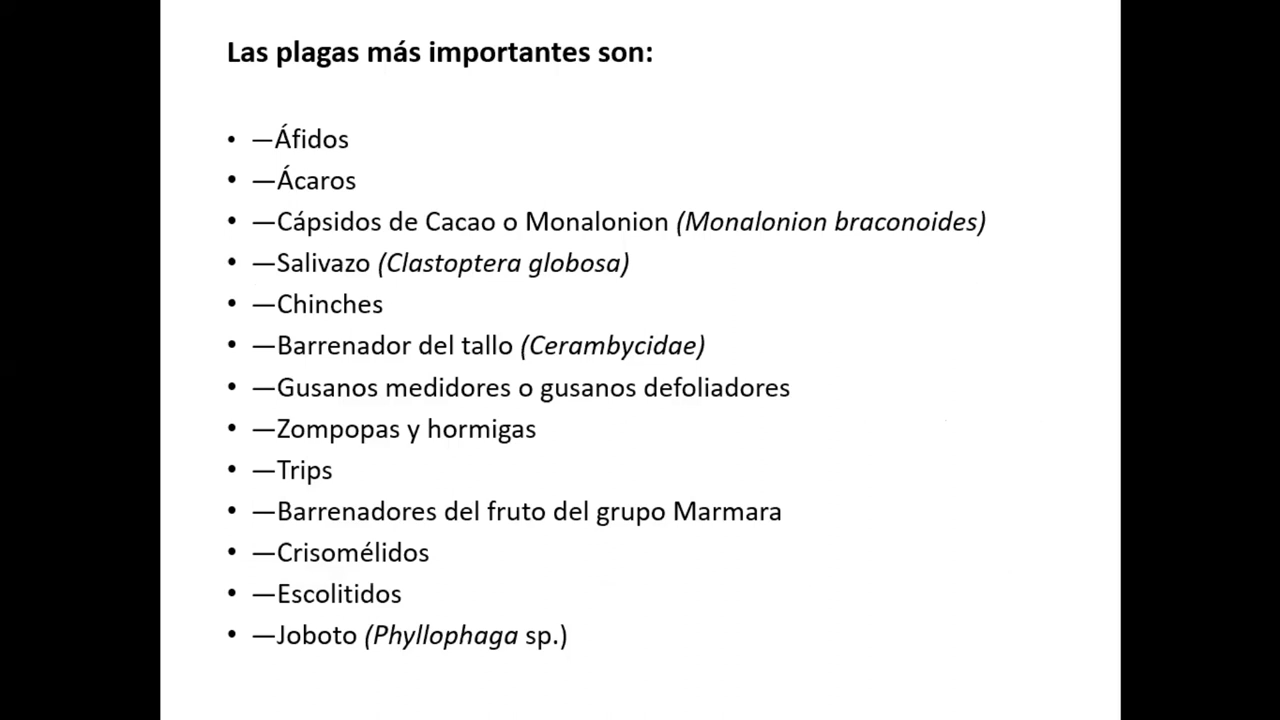 Las plagas más importantes son:
• —Áfidos
• —Ácaros
• —Cápsidos de Cacao o Monalonion (Monalonion braconoides)
• —Salivazo (Clastoptera globosa)
• —Chinches
• —Barrenador del tallo (Cerambycidae)
• —Gusanos medidores o gusanos defoliadores
• —Zompopas y hormigas
• —Trips
• —Barrenadores del fruto del grupo Marmara
• —Crisomélidos
• —Escolitidos
• —Joboto (Phyllophaga sp.)